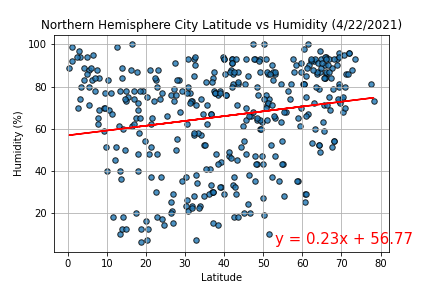 Northern Hemisphere City Latitude vs Humidity (4/22/2021)
100
80
60
40
20
Humidity (%)
y = 0.23x + 56.77
0 10 20 30 40 50 60 70 80
Latitude